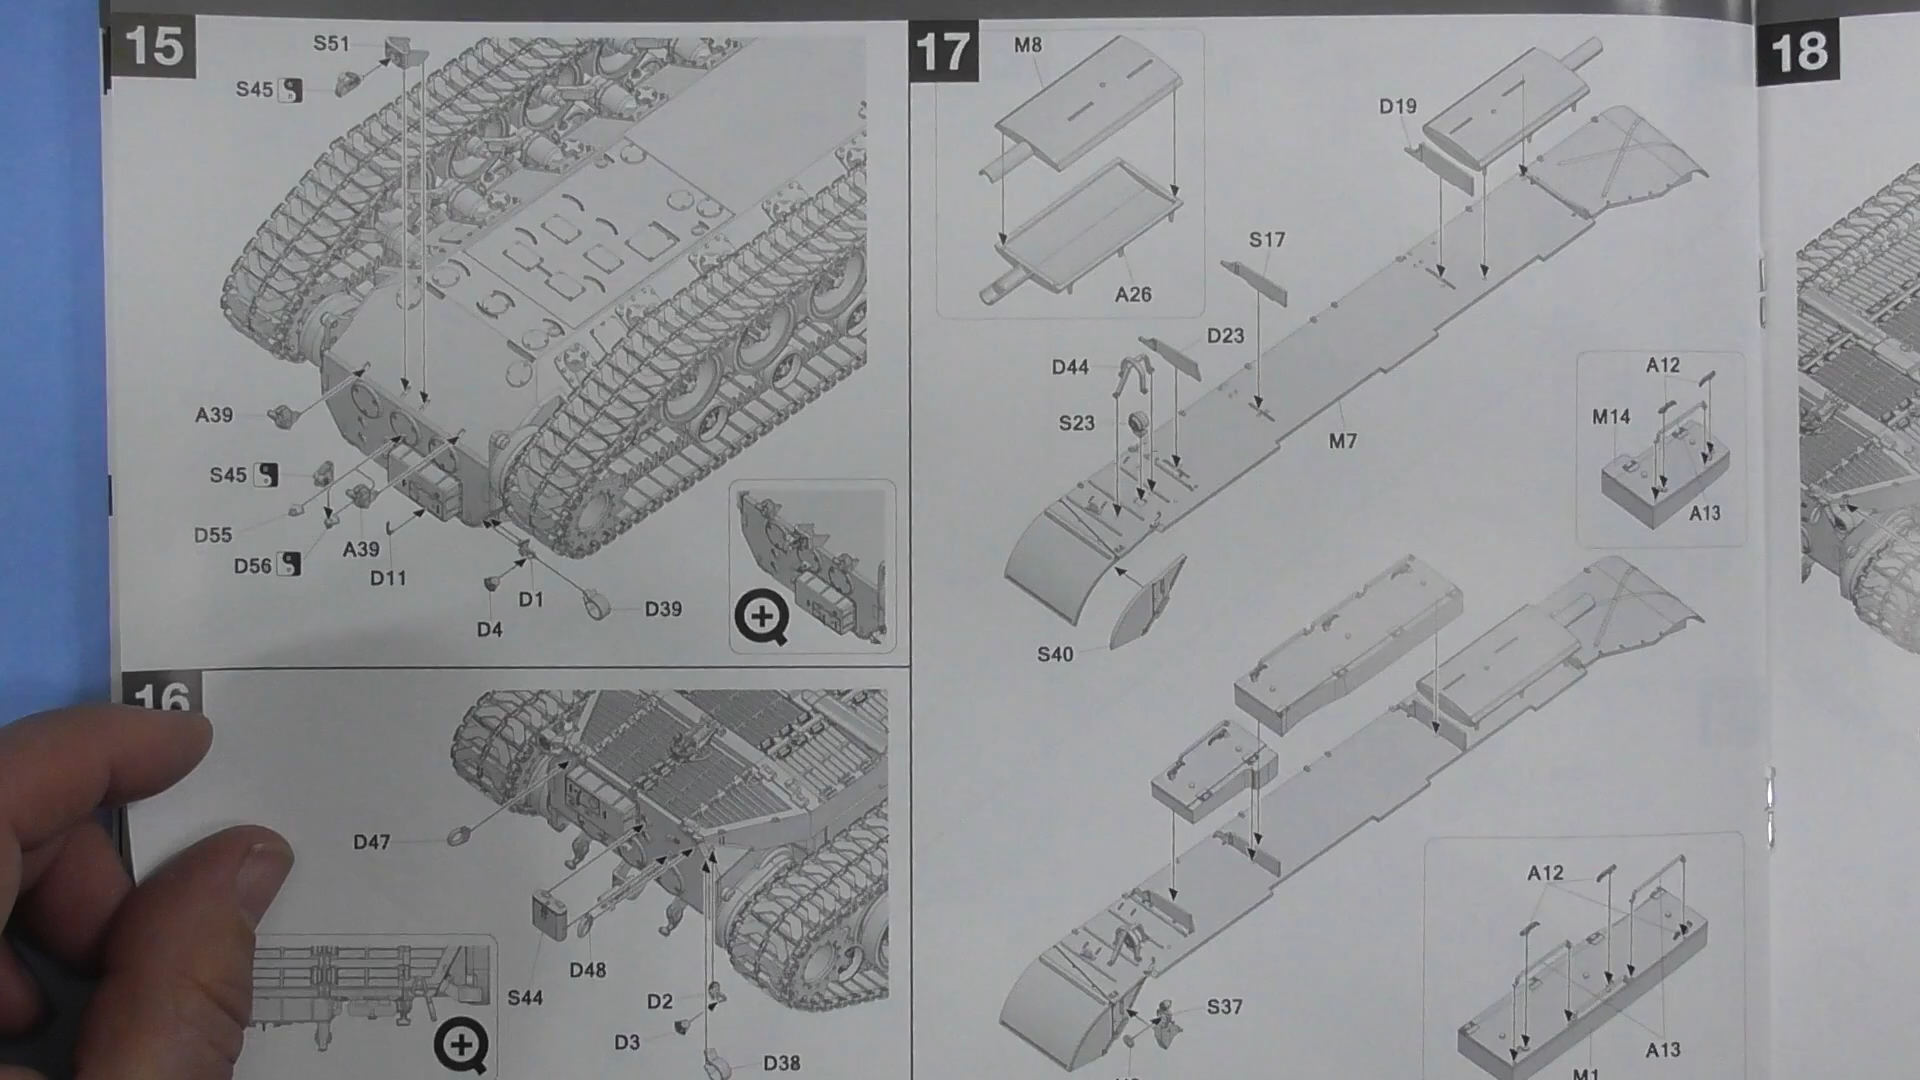 15
S51
S45
A39
S45
D55
D56
A39
D11
D1
D4
D39
16
D47
S44
D48
D2
D3
D38
17
M8
A26
D19
S17
D23
D44
S23
M7
S40
A12
M14
A13
S37
A12
A13
M1
18